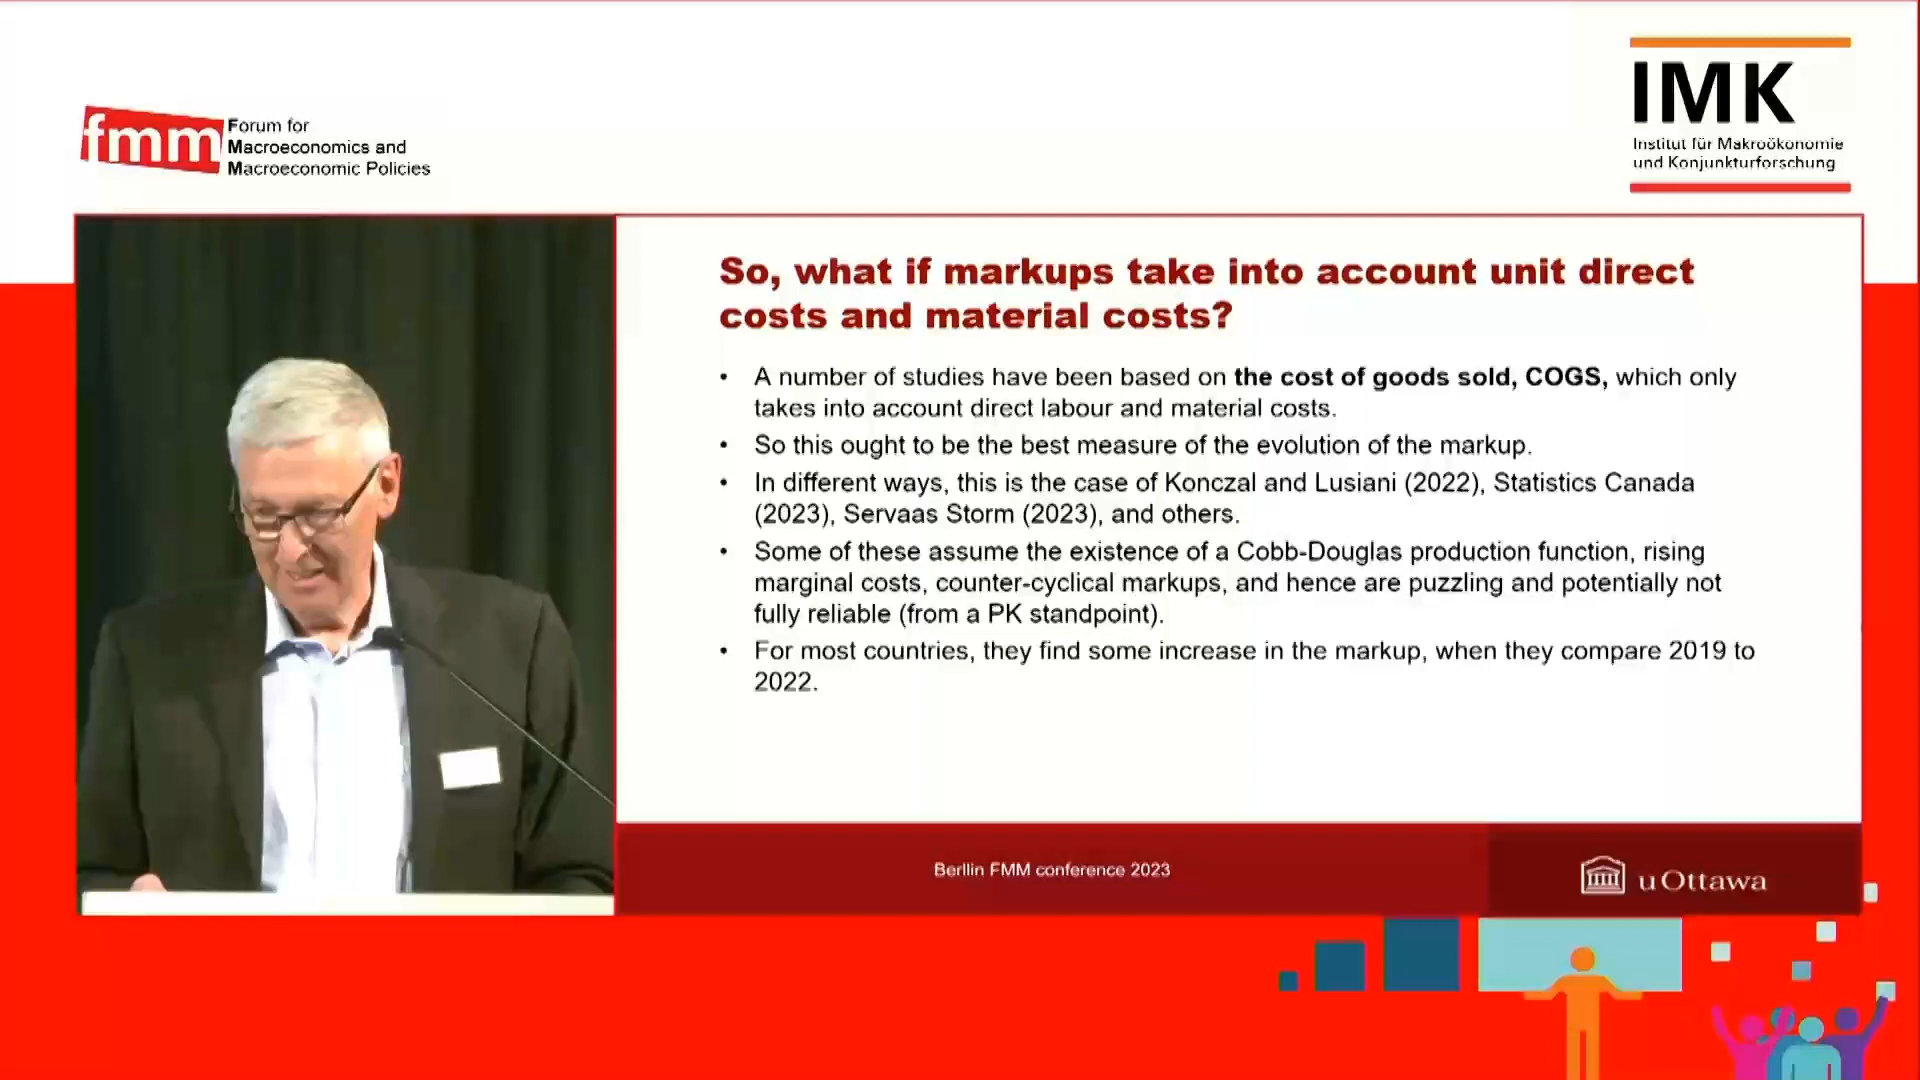 fmm
Forum for
Macroeconomics and
Macroeconomic Policies
IMK
Institut für Makroökonomie
und Konjunkturforschung
So, what if markups take into account unit direct
costs and material costs?
• A number of studies have been based on the cost of goods sold, COGS, which only
takes into account direct labour and material costs.
• So this ought to be the best measure of the evolution of the markup.
• In different ways, this is the case of Konczal and Lusiani (2022), Statistics Canada
(2023), Servaas Storm (2023), and others.
• Some of these assume the existence of a Cobb-Douglas production function, rising
marginal costs, counter-cyclical markups, and hence are puzzling and potentially not
fully reliable (from a PK standpoint).
• For most countries, they find some increase in the markup, when they compare 2019 to
2022.
Berllin FMM conference 2023
uOttawa